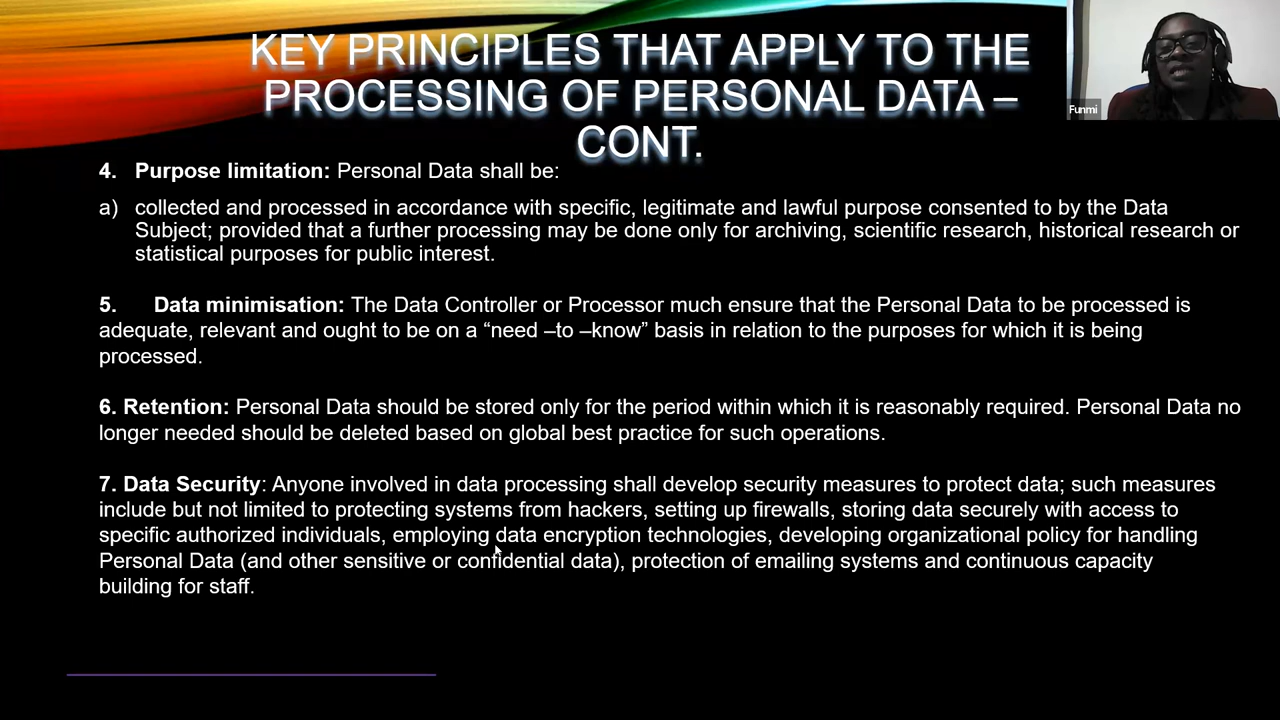 KEY PRINCIPLES THAT APPLY TO THE
PROCESSING OF PERSONAL DATA –
CONT.
Funmi
4. Purpose limitation: Personal Data shall be:
a) collected and processed in accordance with specific, legitimate and lawful purpose consented to by the Data
Subject; provided that a further processing may be done only for archiving, scientific research, historical research or
statistical purposes for public interest.
5. Data minimisation: The Data Controller or Processor much ensure that the Personal Data to be processed is
adequate, relevant and ought to be on a “need –to –know” basis in relation to the purposes for which it is being
processed.
6. Retention: Personal Data should be stored only for the period within which it is reasonably required. Personal Data no
longer needed should be deleted based on global best practice for such operations.
7. Data Security: Anyone involved in data processing shall develop security measures to protect data; such measures
include but not limited to protecting systems from hackers, setting up firewalls, storing data securely with access to
specific authorized individuals, employing data encryption technologies, developing organizational policy for handling
Personal Data (and other sensitive or confidential data), protection of emailing systems and continuous capacity
building for staff.